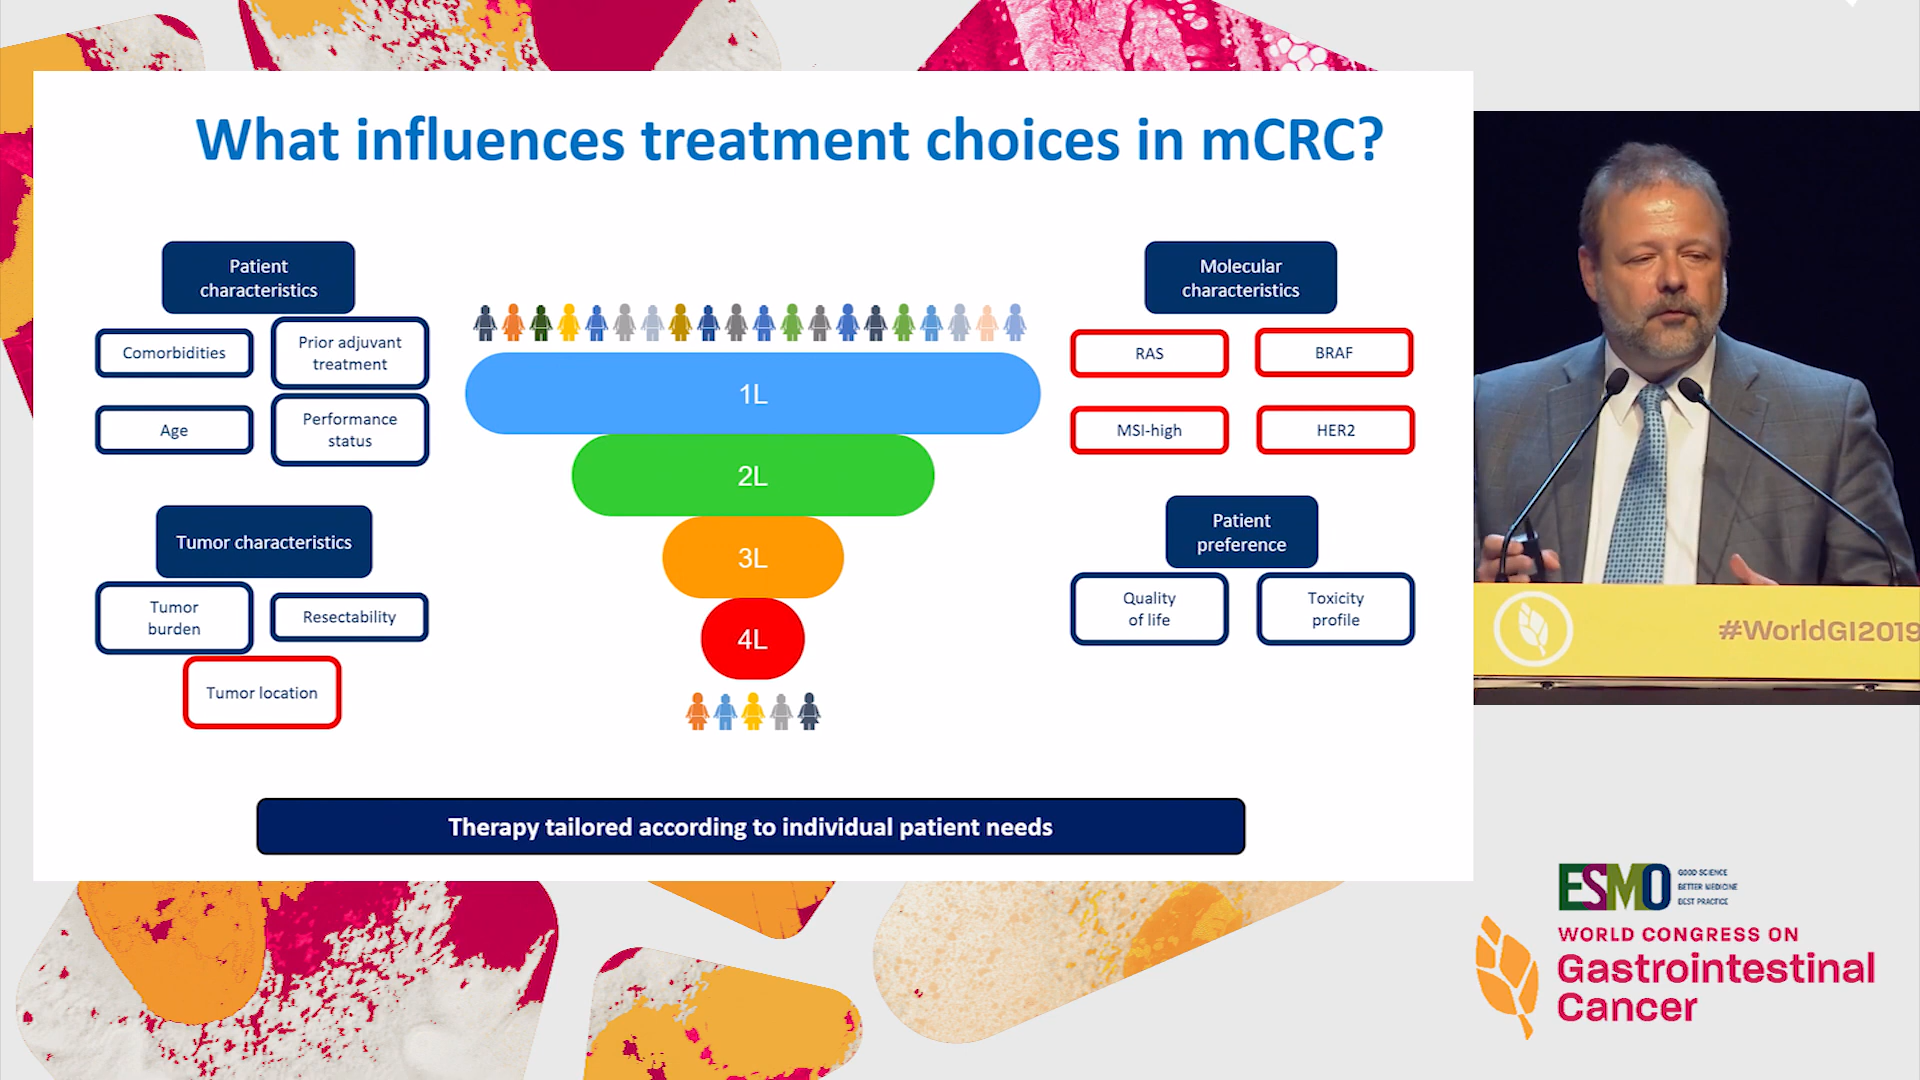 What influences treatment choices in mCRC?
Patient
characteristics
Comorbidities
Prior adjuvant
treatment
Age
Performance
status
Tumor characteristics
Tumor
burden
Resectability
Tumor location
1L
2L
3L
4L
Molecular
characteristics
RAS
BRAF
MSI-high
HER2
Patient
preference
Quality
of life
Toxicity
profile
Therapy tailored according to individual patient needs
#WorldGI2019
ESMO
GOOD SCIENCE
BETTER MEDICINE
BEST PRACTICE
WORLD CONGRESS ON
Gastrointestinal
Cancer